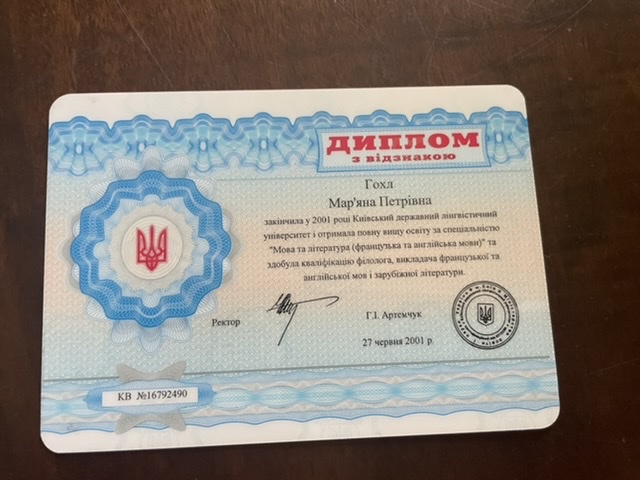 ДИПЛОМ
З ВІДЗНАКОЮ
Гохл
Мар'яна Петрівна
закінчила у 2001 році Київський державний лінгвістичний
університет і отримала повну вищу освіту за спеціальністю
"Мова та література (французька та англійська мови)" та
здобула кваліфікацію філолога, викладача французької та
англійської мов і зарубіжної літератури.
Ректор
Г.І. Артемчук
27 червня 2001 р.
КВ №16792490